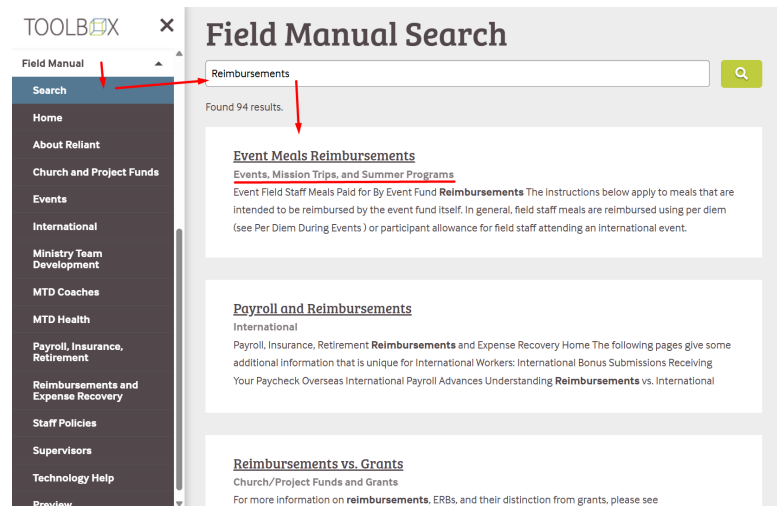 TOOLBOX
Field Manual
Search
Home
About Reliant
Church and Project Funds
Events
International
Ministry Team
Development
MTD Coaches
MTD Health
Payroll, Insurance,
Retirement
Reimbursements and
Expense Recovery
Staff Policies
Supervisors
Technology Help
Preview
Field Manual Search
Reimbursements
Found 94 results.
Event Meals Reimbursements
Events, Mission Trips, and Summer Programs
Event Field Staff Meals Paid for By Event Fund Reimbursements The instructions below apply to meals that are
intended to be reimbursed by the event fund itself. In general, field staff meals are reimbursed using per diem
(see Per Diem During Events ) or participant allowance for field staff attending an international event.
Payroll and Reimbursements
International
Payroll, Insurance, Retirement Reimbursements and Expense Recovery Home The following pages give some
additional information that is unique for International Workers: International Bonus Submissions Receiving
Your Paycheck Overseas International Payroll Advances Understanding Reimbursements vs. International
Reimbursements vs. Grants
Church/Project Funds and Grants
For more information on reimbursements, ERBs, and their distinction from grants, please see